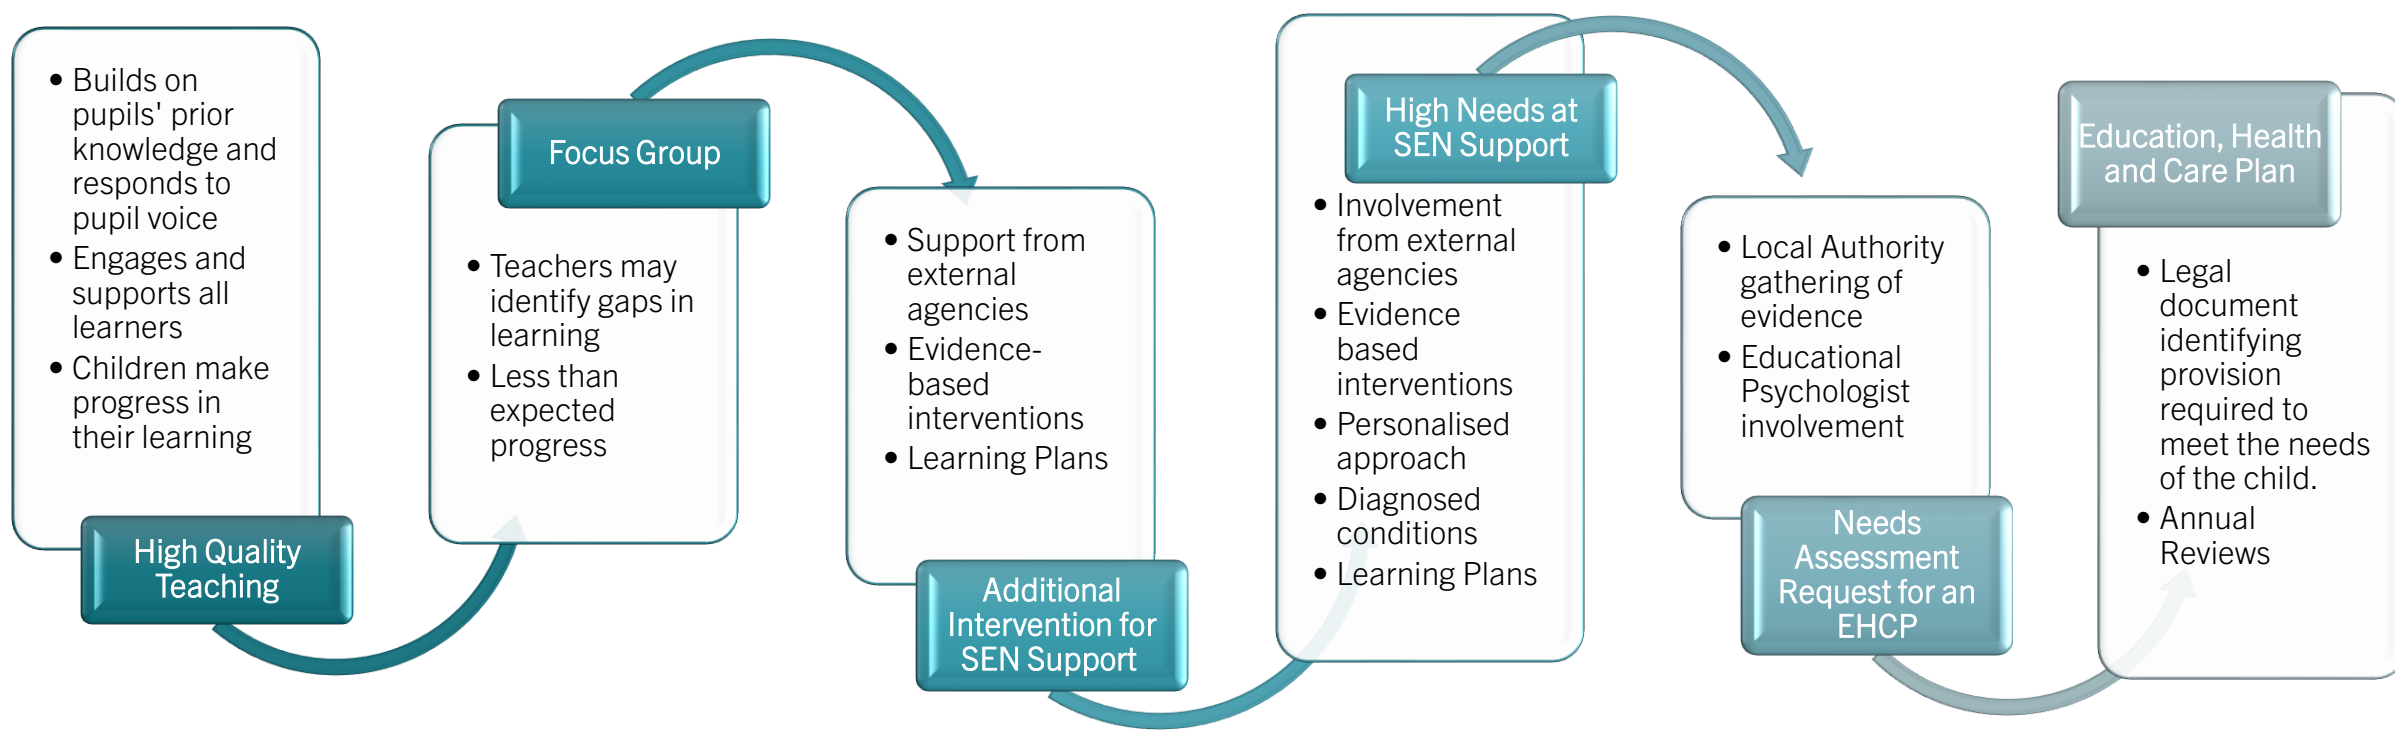 • Builds on
pupils' prior
knowledge and
responds to
pupil voice
• Engages and
supports all
learners
• Children make
progress in
their learning
High Quality
Teaching
Focus Group
• Teachers may
identify gaps in
learning
• Less than
expected
progress
• Support from
external
agencies
• Evidence-
based
interventions
• Learning Plans
Additional
Intervention for
SEN Support
High Needs at
SEN Support
• Involvement
from external
agencies
• Evidence
based
interventions
• Personalised
approach
• Diagnosed
conditions
• Learning Plans
• Local Authority
gathering of
evidence
• Educational
Psychologist
involvement
Needs
Assessment
Request for an
EHCP
Education, Health
and Care Plan
• Legal
document
identifying
provision
required to
meet the needs
of the child.
• Annual
Reviews